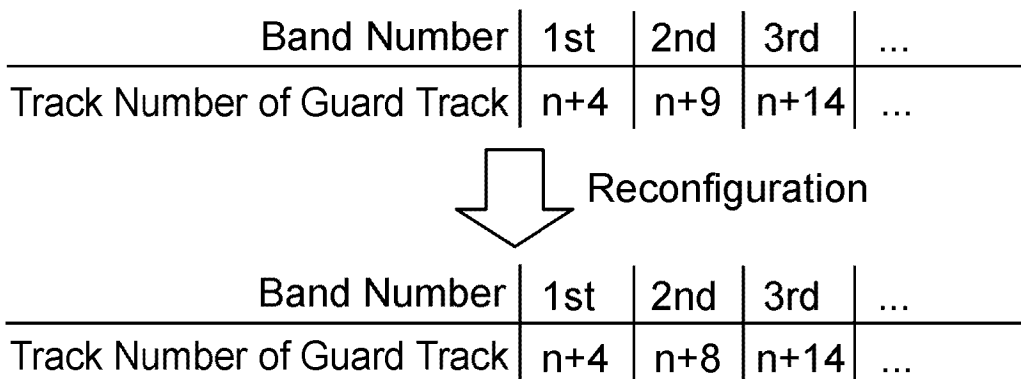 Band Number 1st 2nd 3rd ...
Track Number of Guard Track n+4 n+9 n+14 ...
Reconfiguration
Band Number 1st 2nd 3rd ...
Track Number of Guard Track n+4 n+8 n+14 ...